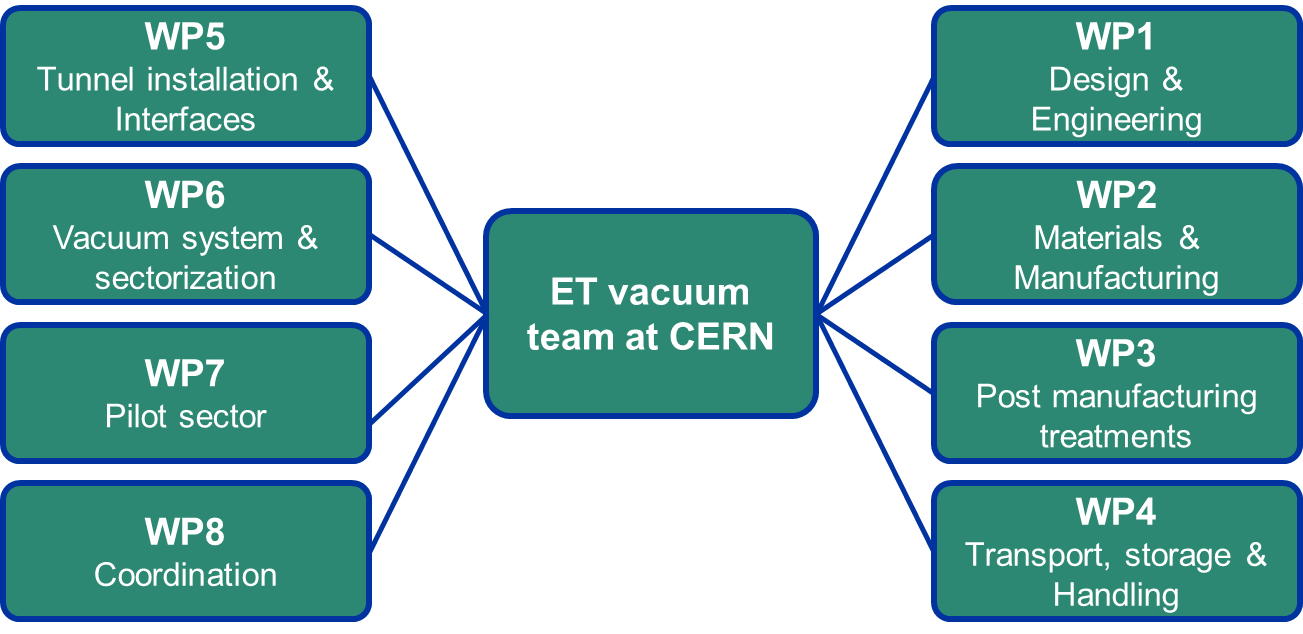 WP5
Tunnel installation &
Interfaces
WP6
Vacuum system &
sectorization
WP7
Pilot sector
WP8
Coordination
ET vacuum
team at CERN
WP1
Design &
Engineering
WP2
Materials &
Manufacturing
WP3
Post manufacturing
treatments
WP4
Transport, storage &
Handling